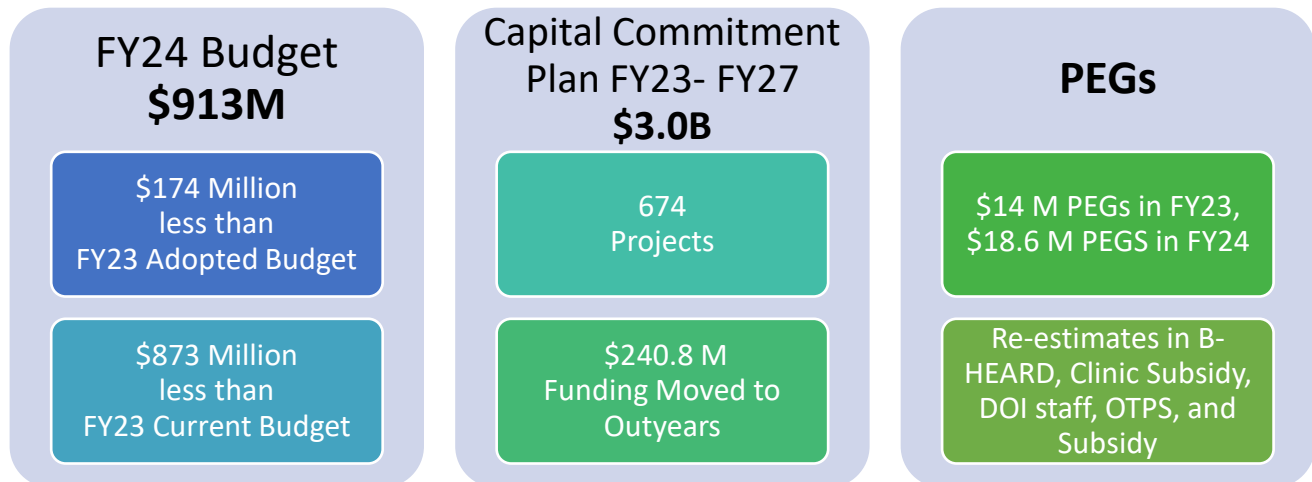 FY24 Budget
$913M
$174 Million
less than
FY23 Adopted Budget
$873 Million
less than
FY23 Current Budget
Capital Commitment
Plan FY23- FY27
$3.0B
674
Projects
$240.8 M
Funding Moved to
Outyears
PEGs
$14 M PEGs in FY23,
$18.6 M PEGS in FY24
Re-estimates in B-
HEARD, Clinic Subsidy,
DOI staff, OTPS, and
Subsidy